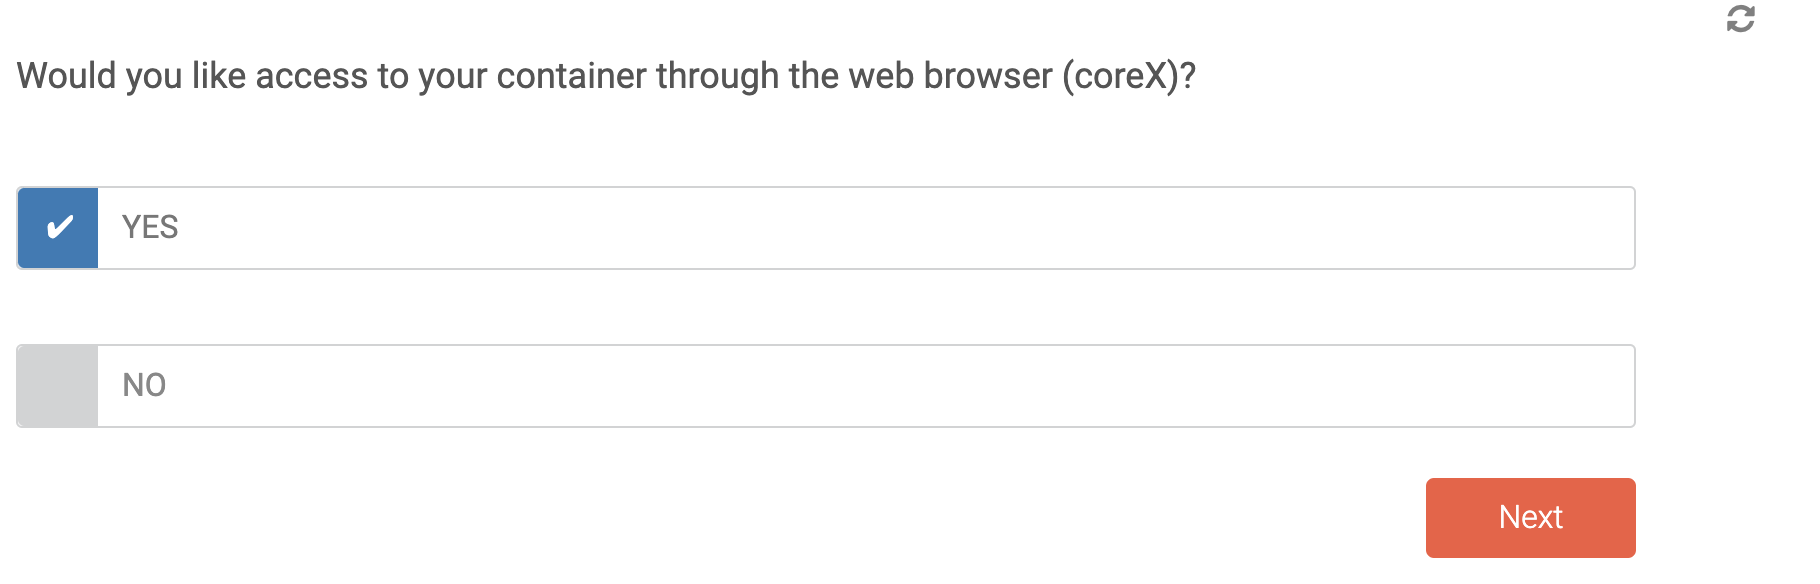 Would you like access to your container through the web browser (coreX)?
YES
NO
Next